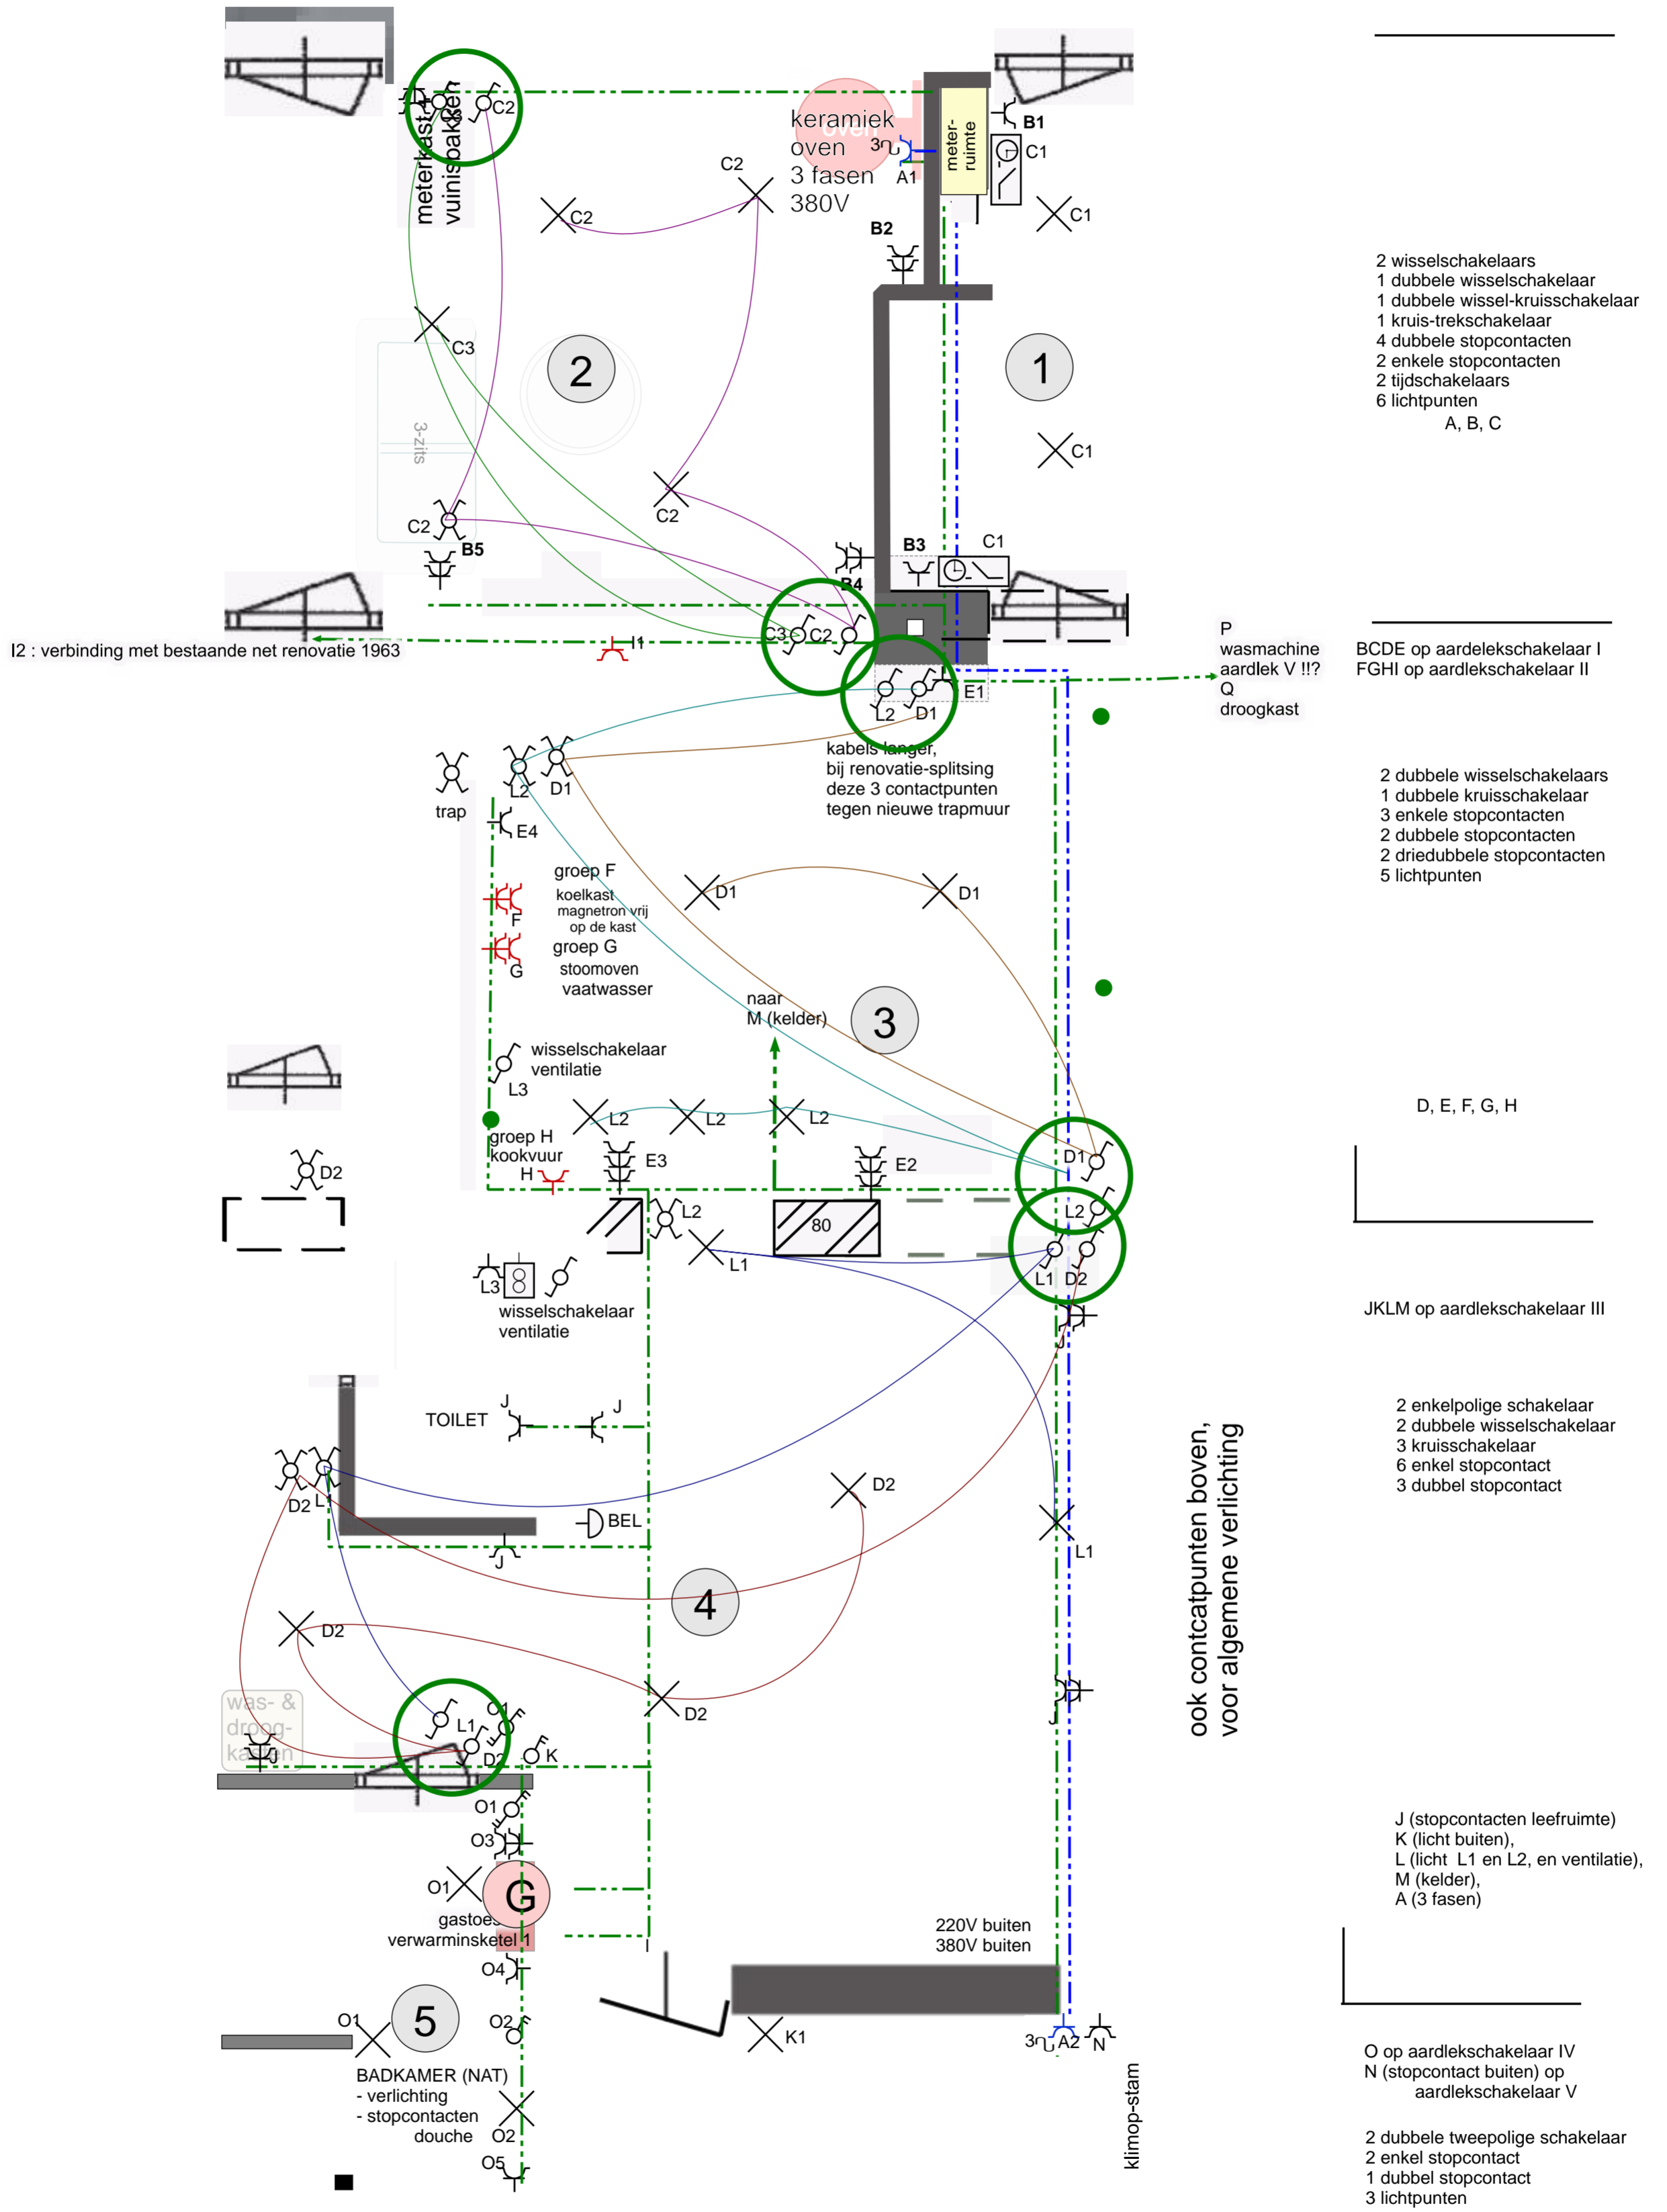 meterkast
vuinisbakken
C3
C2
keramiek
oven
3 fasen
380V
oven
3
A1
meter-
ruimte
B1
C1
C2
C2
C1
B2
C3
2
1
3-zits
C1
C2
C2
B5
B4
B3
C1
C3
C2
I1
I2 : verbinding met bestaande net renovatie 1963
L2
D1
E1
P
wasmachine
aardlek V !!?
Q
droogkast
kabels langer,
bij renovatie-splitsing
deze 3 contactpunten
tegen nieuwe trapmuur
trap
L2
D1
E4
groep F
koelkast
magnetron vrij
op de kast
F
groep G
stoomoven
vaatwasser
G
D1
D1
naar
M (kelder)
3
wisselschakelaar
ventilatie
L3
L2
L2
L2
groep H
kookvuur
H
E3
E2
D1
L2
D2
L2
80
L1
L1
D2
L3
wisselschakelaar
ventilatie
J
TOILET
J
J
D2
L1
BEL
J
D2
L1
4
D2
D2
J
was- &
droog-
kasten
J
L1
O1
D2
K
O1
O3
O1
G
gastoes
verwarminsketel 1
O4
I
220V buiten
380V buiten
5
O1
O2
K1
3
A2
N
BADKAMER (NAT)
- verlichting
- stopcontacten
douche
O2
O5
klimop-stam
ook contcatpunten boven,
voor algemene verlichting
2 wisselschakelaars
1 dubbele wisselschakelaar
1 dubbele wissel-kruisschakelaar
1 kruis-trekschakelaar
4 dubbele stopcontacten
2 enkele stopcontacten
2 tijdschakelaars
6 lichtpunten
A, B, C
BCDE op aardelekschakelaar I
FGHI op aardlekschakelaar II
2 dubbele wisselschakelaars
1 dubbele kruisschakelaar
3 enkele stopcontacten
2 dubbele stopcontacten
2 driedubbele stopcontacten
5 lichtpunten
D, E, F, G, H
JKLM op aardlekschakelaar III
2 enkelpolige schakelaar
2 dubbele wisselschakelaar
3 kruisschakelaar
6 enkel stopcontact
3 dubbel stopcontact
J (stopcontacten leefruimte)
K (licht buiten),
L (licht L1 en L2, en ventilatie),
M (kelder),
A (3 fasen)
O op aardlekschakelaar IV
N (stopcontact buiten) op
aardlekschakelaar V
2 dubbele tweepolige schakelaar
2 enkel stopcontact
1 dubbel stopcontact
3 lichtpunten